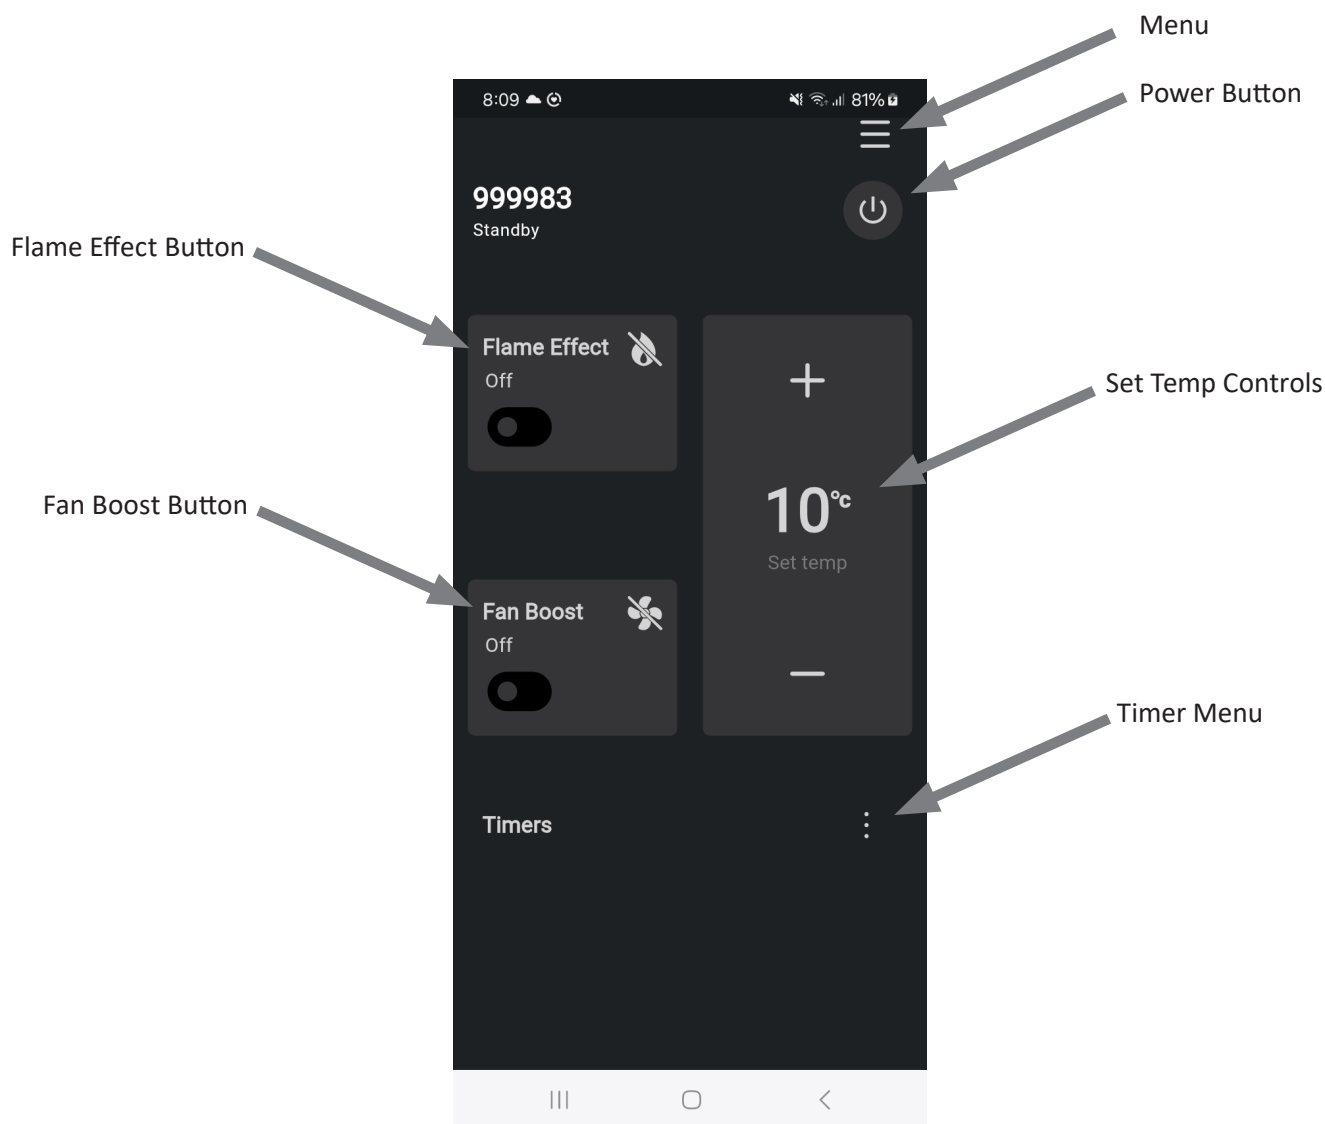 Menu
Power Button
8:09
81%
999983
Standby
Flame Effect Button
Flame Effect
Off
Set Temp Controls
10°c
Set temp
Fan Boost Button
Fan Boost
Off
Timer Menu
Timers